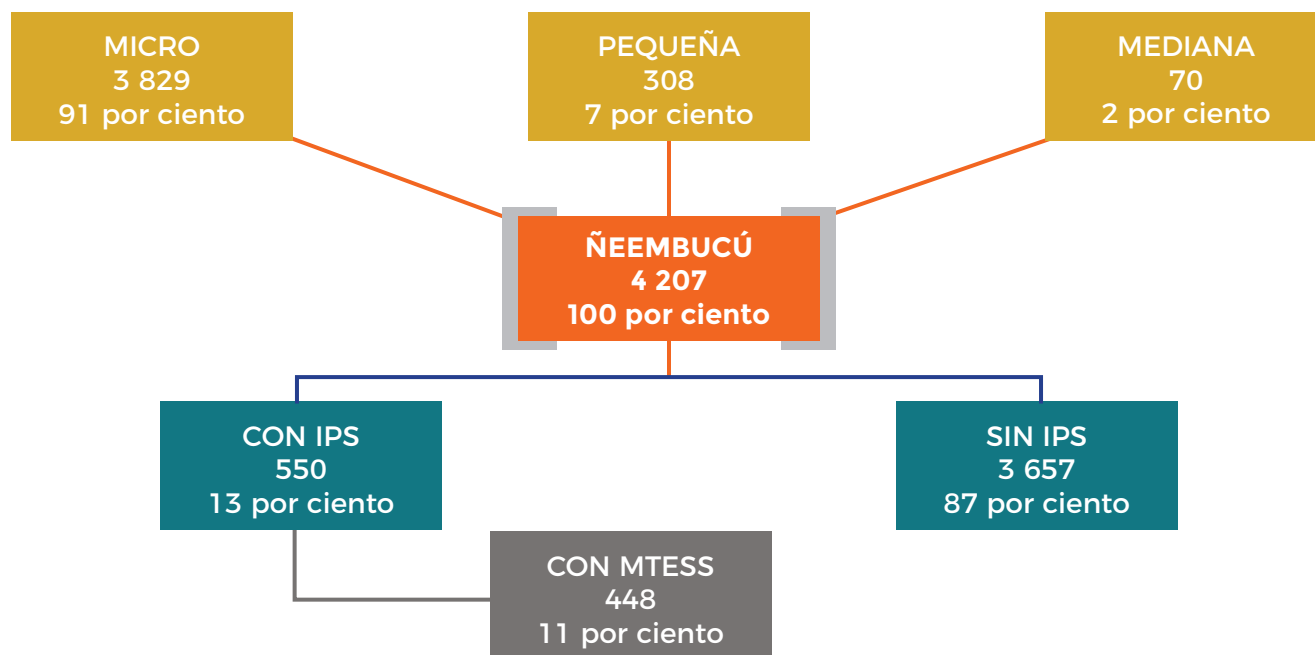 MICRO
3 829
91 por ciento
PEQUEÑA
308
7 por ciento
MEDIANA
70
2 por ciento
ÑEEMBUCÚ
4 207
100 por ciento
CON IPS
550
13 por ciento
SIN IPS
3 657
87 por ciento
CON MTESS
448
11 por ciento